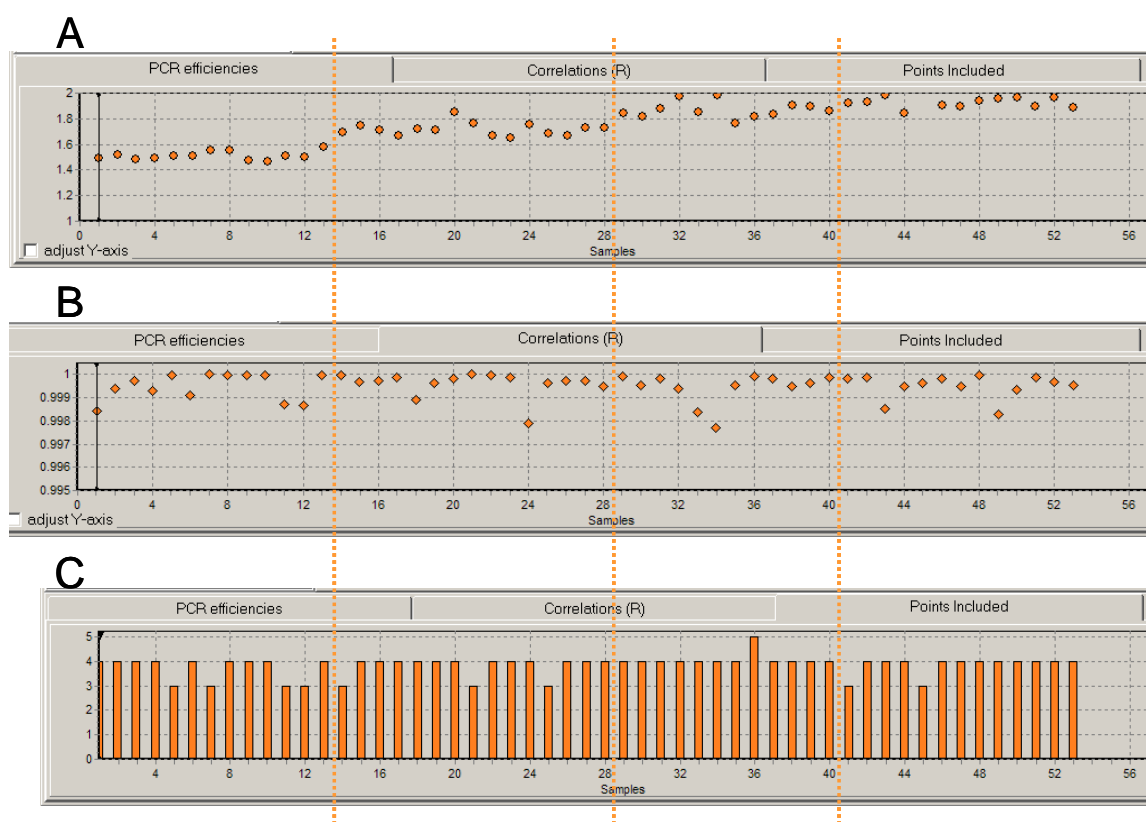 A
PCR efficiencies Correlations (R) Points Included
2
1.8
1.6
1.4
1.2
1
0 4 8 12 16 20 24 28 32 36 40 44 48 52 56
adjust Y-axis Samples
B
PCR efficiencies Correlations (R) Points Included
1
0.999
0.998
0.997
0.996
0.995
0 4 8 12 16 20 24 28 32 36 40 44 48 52 56
adjust Y-axis Samples
C
PCR efficiencies Correlations (R) Points Included
5
4
3
2
1
0
4 8 12 16 20 24 28 32 36 40 44 48 52 56
Samples